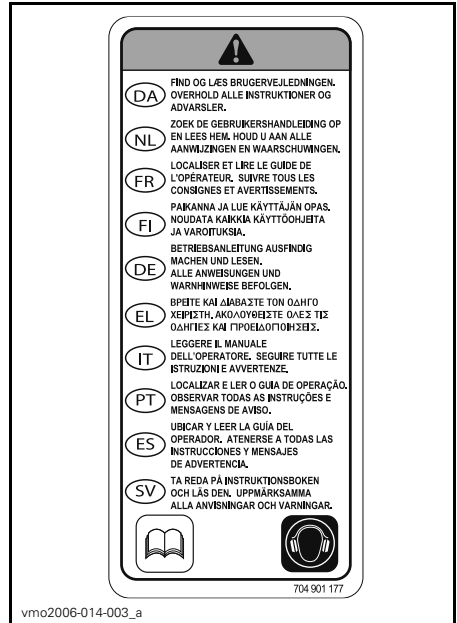 DA
FIND OG LÆS BRUGERVEJLEDNINGEN.
OVERHOLD ALLE INSTRUKTIONER OG
ADVARSLER.
NL
ZOEK DE GEBRUIKERSHANDLEIDING OP
EN LEES HEM. HOUD U AAN ALLE
AANWIJZINGEN EN WAARSCHUWINGEN.
FR
LOCALISER ET LIRE LE GUIDE DE
L'OPÉRATEUR. SUIVRE TOUS LES
CONSIGNES ET AVERTISSEMENTS.
FI
PAIKANNA JA LUE KÄYTTÄJÄN OPAS.
NOUDATA KAIKKIA KÄYTTÖOHJEITA
JA VAROITUKSIA.
DE
BETRIEBSANLEITUNG AUSFINDIG
MACHEN UND LESEN.
ALLE ANWEISUNGEN UND
WARNHINWEISE BEFOLGEN.
EL
ΒΡΕΙΤΕ ΚΑΙ ΔΙΑΒΑΣΤΕ ΤΟΝ ΟΔΗΓΟ
ΧΕΙΡΙΣΤΗ. ΑΚΟΛΟΥΘΕΙΣΤΕ ΟΛΕΣ ΤΙΣ
ΟΔΗΓΙΕΣ ΚΑΙ ΠΡΟΕΙΔΟΠΟΙΗΣΕΙΣ.
IT
LEGGERE IL MANUALE
DELL'OPERATORE. SEGUIRE TUTTE LE
ISTRUZIONI E AVVERTENZE.
PT
LOCALIZAR E LER O GUIA DE OPERAÇÃO.
OBSERVAR TODAS AS INSTRUÇÕES E
MENSAGENS DE AVISO.
ES
UBICAR Y LEER LA GUÍA DEL
OPERADOR. ATENERSE A TODAS LAS
INSTRUCCIONES Y MENSAJES
DE ADVERTENCIA.
SV
TA REDA PÅ INSTRUKTIONSBOKEN
OCH LÄS DEN. UPPMÄRKSAMMA
ALLA ANVISNINGAR OCH VARNINGAR.
704 901 177
vmo2006-014-003_a